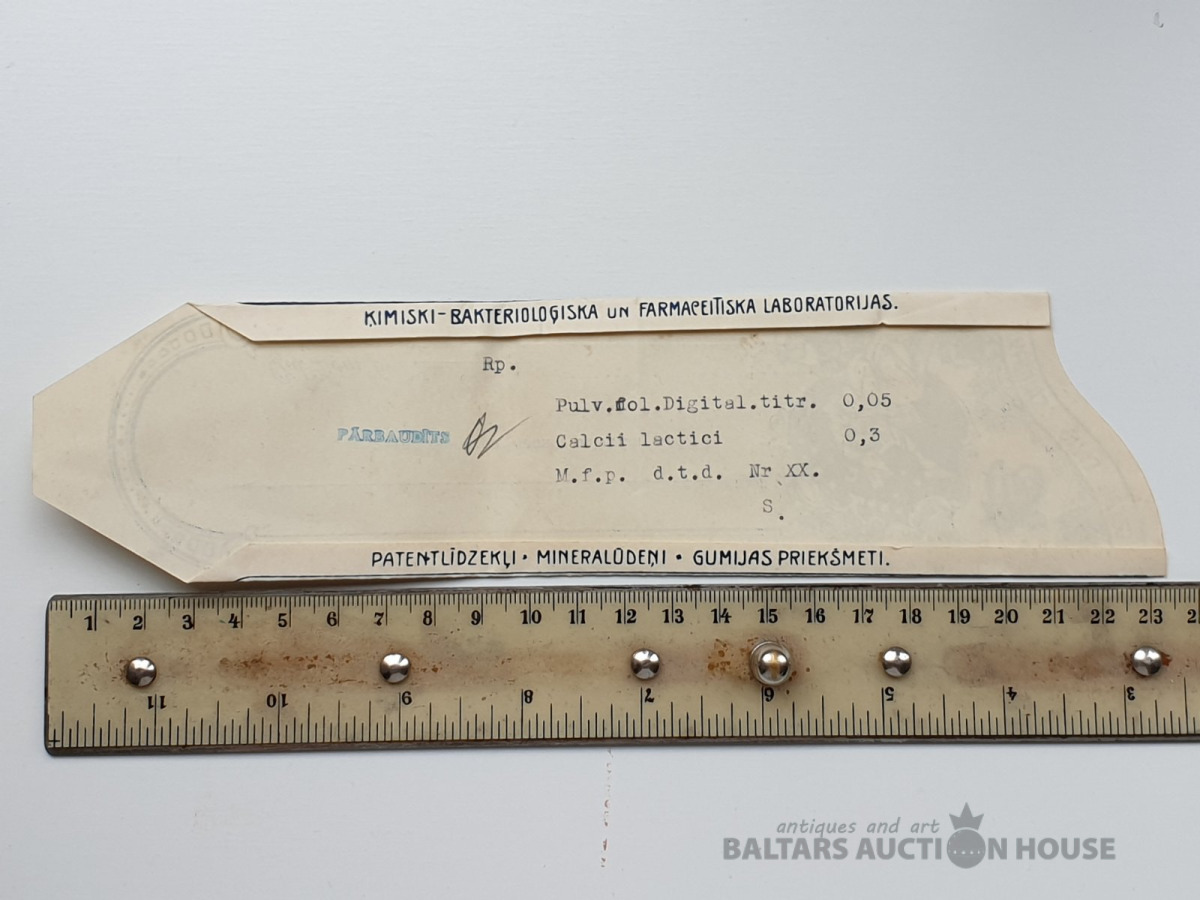 ĶIMISKI-BAKTERIOLOĢISKA UN FARMACEITISKA LABORATORIJAS.
Rp.
Pulv.fol.Digital.titr. 0,05
PĀRBAUDĪTS
Calcii lactici 0,3
M.f.p. d.t.d. Nr XX.
S.
PATENTLĪDZEKĻI • MINERALŪDEŅI • GUMIJAS PRIEKŠMETI.
1 2 3 4 5 6 7 8 9 10 11 12 13 14 15 16 17 18 19 20 21 22 23 2
11 10 9 8 7 6 5 4 3
antiques and art
BALTARS AUCTION HOUSE